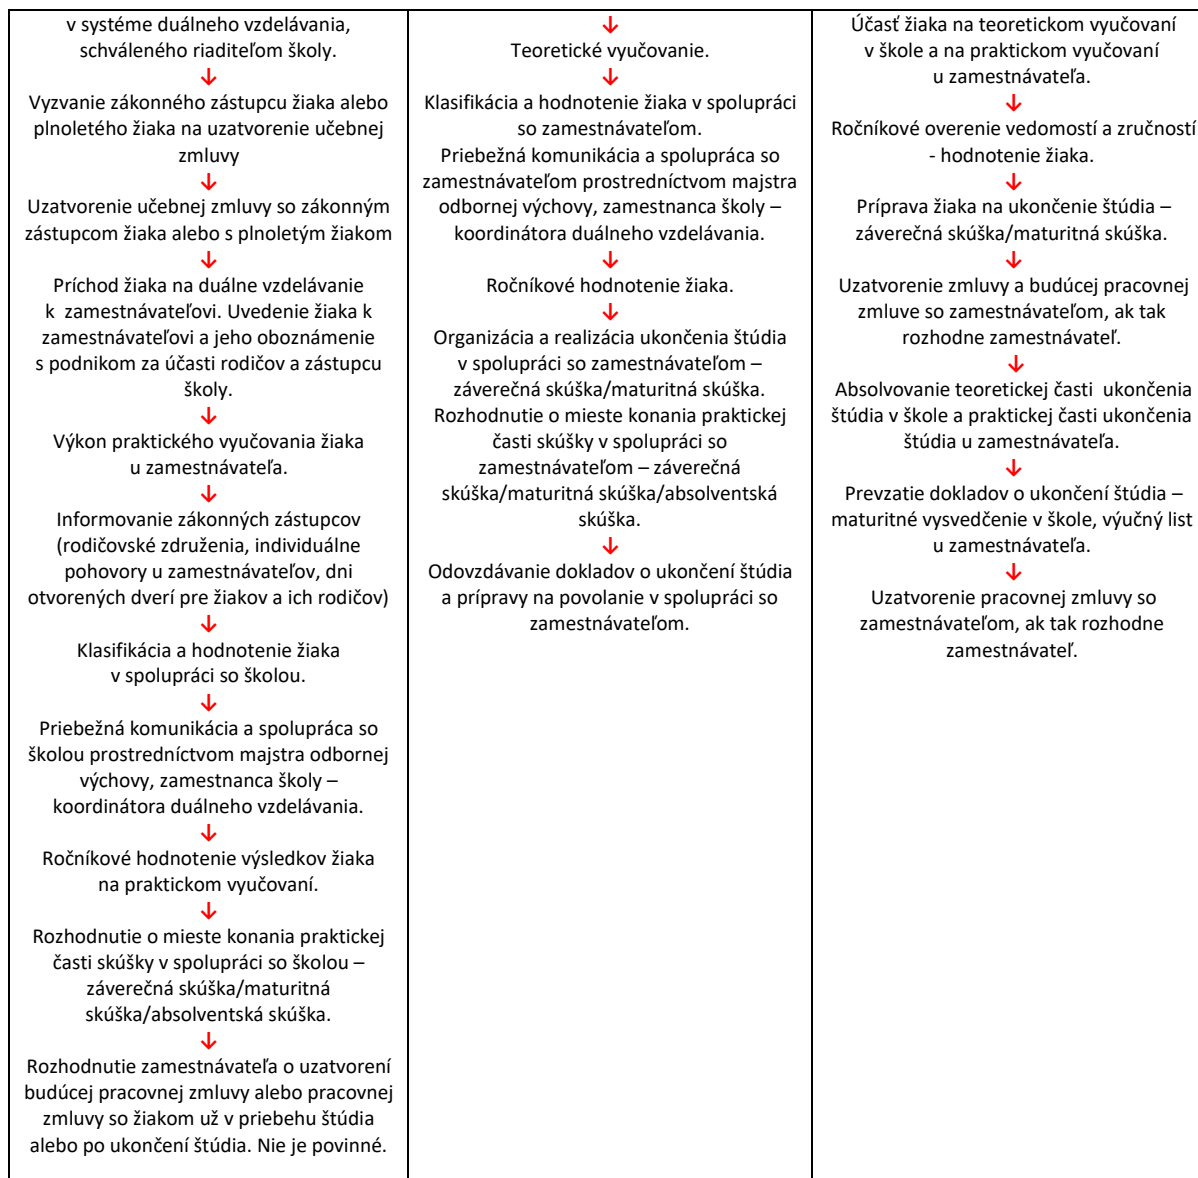 v systéme duálneho vzdelávania,
schváleného riaditeľom školy.
↓
Vyzvanie zákonného zástupcu žiaka alebo
plnoletého žiaka na uzatvorenie učebnej
zmluvy
↓
Uzatvorenie učebnej zmluvy so zákonným
zástupcom žiaka alebo s plnoletým žiakom
↓
Príchod žiaka na duálne vzdelávanie
k zamestnávateľovi. Uvedenie žiaka k
zamestnávateľovi a jeho oboznámenie
s podnikom za účasti rodičov a zástupcu
školy.
↓
Výkon praktického vyučovania žiaka
u zamestnávateľa.
↓
Informovanie zákonných zástupcov
(rodičovské združenia, individuálne
pohovory u zamestnávateľov, dni
otvorených dverí pre žiakov a ich rodičov)
↓
Klasifikácia a hodnotenie žiaka
v spolupráci so školou.
↓
Priebežná komunikácia a spolupráca so
školou prostredníctvom majstra odbornej
výchovy, zamestnanca školy –
koordinátora duálneho vzdelávania.
↓
Ročníkové hodnotenie výsledkov žiaka
na praktickom vyučovaní.
↓
Rozhodnutie o mieste konania praktickej
časti skúšky v spolupráci so školou –
záverečná skúška/maturitná
skúška/absolventská skúška.
↓
Rozhodnutie zamestnávateľa o uzatvorení
budúcej pracovnej zmluvy alebo pracovnej
zmluvy so žiakom už v priebehu štúdia
alebo po ukončení štúdia. Nie je povinné.
↓
Teoretické vyučovanie.
↓
Klasifikácia a hodnotenie žiaka v spolupráci
so zamestnávateľom.
Priebežná komunikácia a spolupráca so
zamestnávateľom prostredníctvom majstra
odbornej výchovy, zamestnanca školy –
koordinátora duálneho vzdelávania.
↓
Ročníkové hodnotenie žiaka.
↓
Organizácia a realizácia ukončenia štúdia
v spolupráci so zamestnávateľom –
záverečná skúška/maturitná skúška.
Rozhodnutie o mieste konania praktickej
časti skúšky v spolupráci so
zamestnávateľom – záverečná
skúška/maturitná skúška/absolventská
skúška.
↓
Odovzdávanie dokladov o ukončení štúdia
a prípravy na povolanie v spolupráci so
zamestnávateľom.
Účasť žiaka na teoretickom vyučovaní
v škole a na praktickom vyučovaní
u zamestnávateľa.
↓
Ročníkové overenie vedomostí a zručností
- hodnotenie žiaka.
↓
Príprava žiaka na ukončenie štúdia –
záverečná skúška/maturitná skúška.
↓
Uzatvorenie zmluvy a budúcej pracovnej
zmluve so zamestnávateľom, ak tak
rozhodne zamestnávateľ.
↓
Absolvovanie teoretickej časti ukončenia
štúdia v škole a praktickej časti ukončenia
štúdia u zamestnávateľa.
↓
Prevzatie dokladov o ukončení štúdia –
maturitné vysvedčenie v škole, výučný list
u zamestnávateľa.
↓
Uzatvorenie pracovnej zmluvy so
zamestnávateľom, ak tak rozhodne
zamestnávateľ.